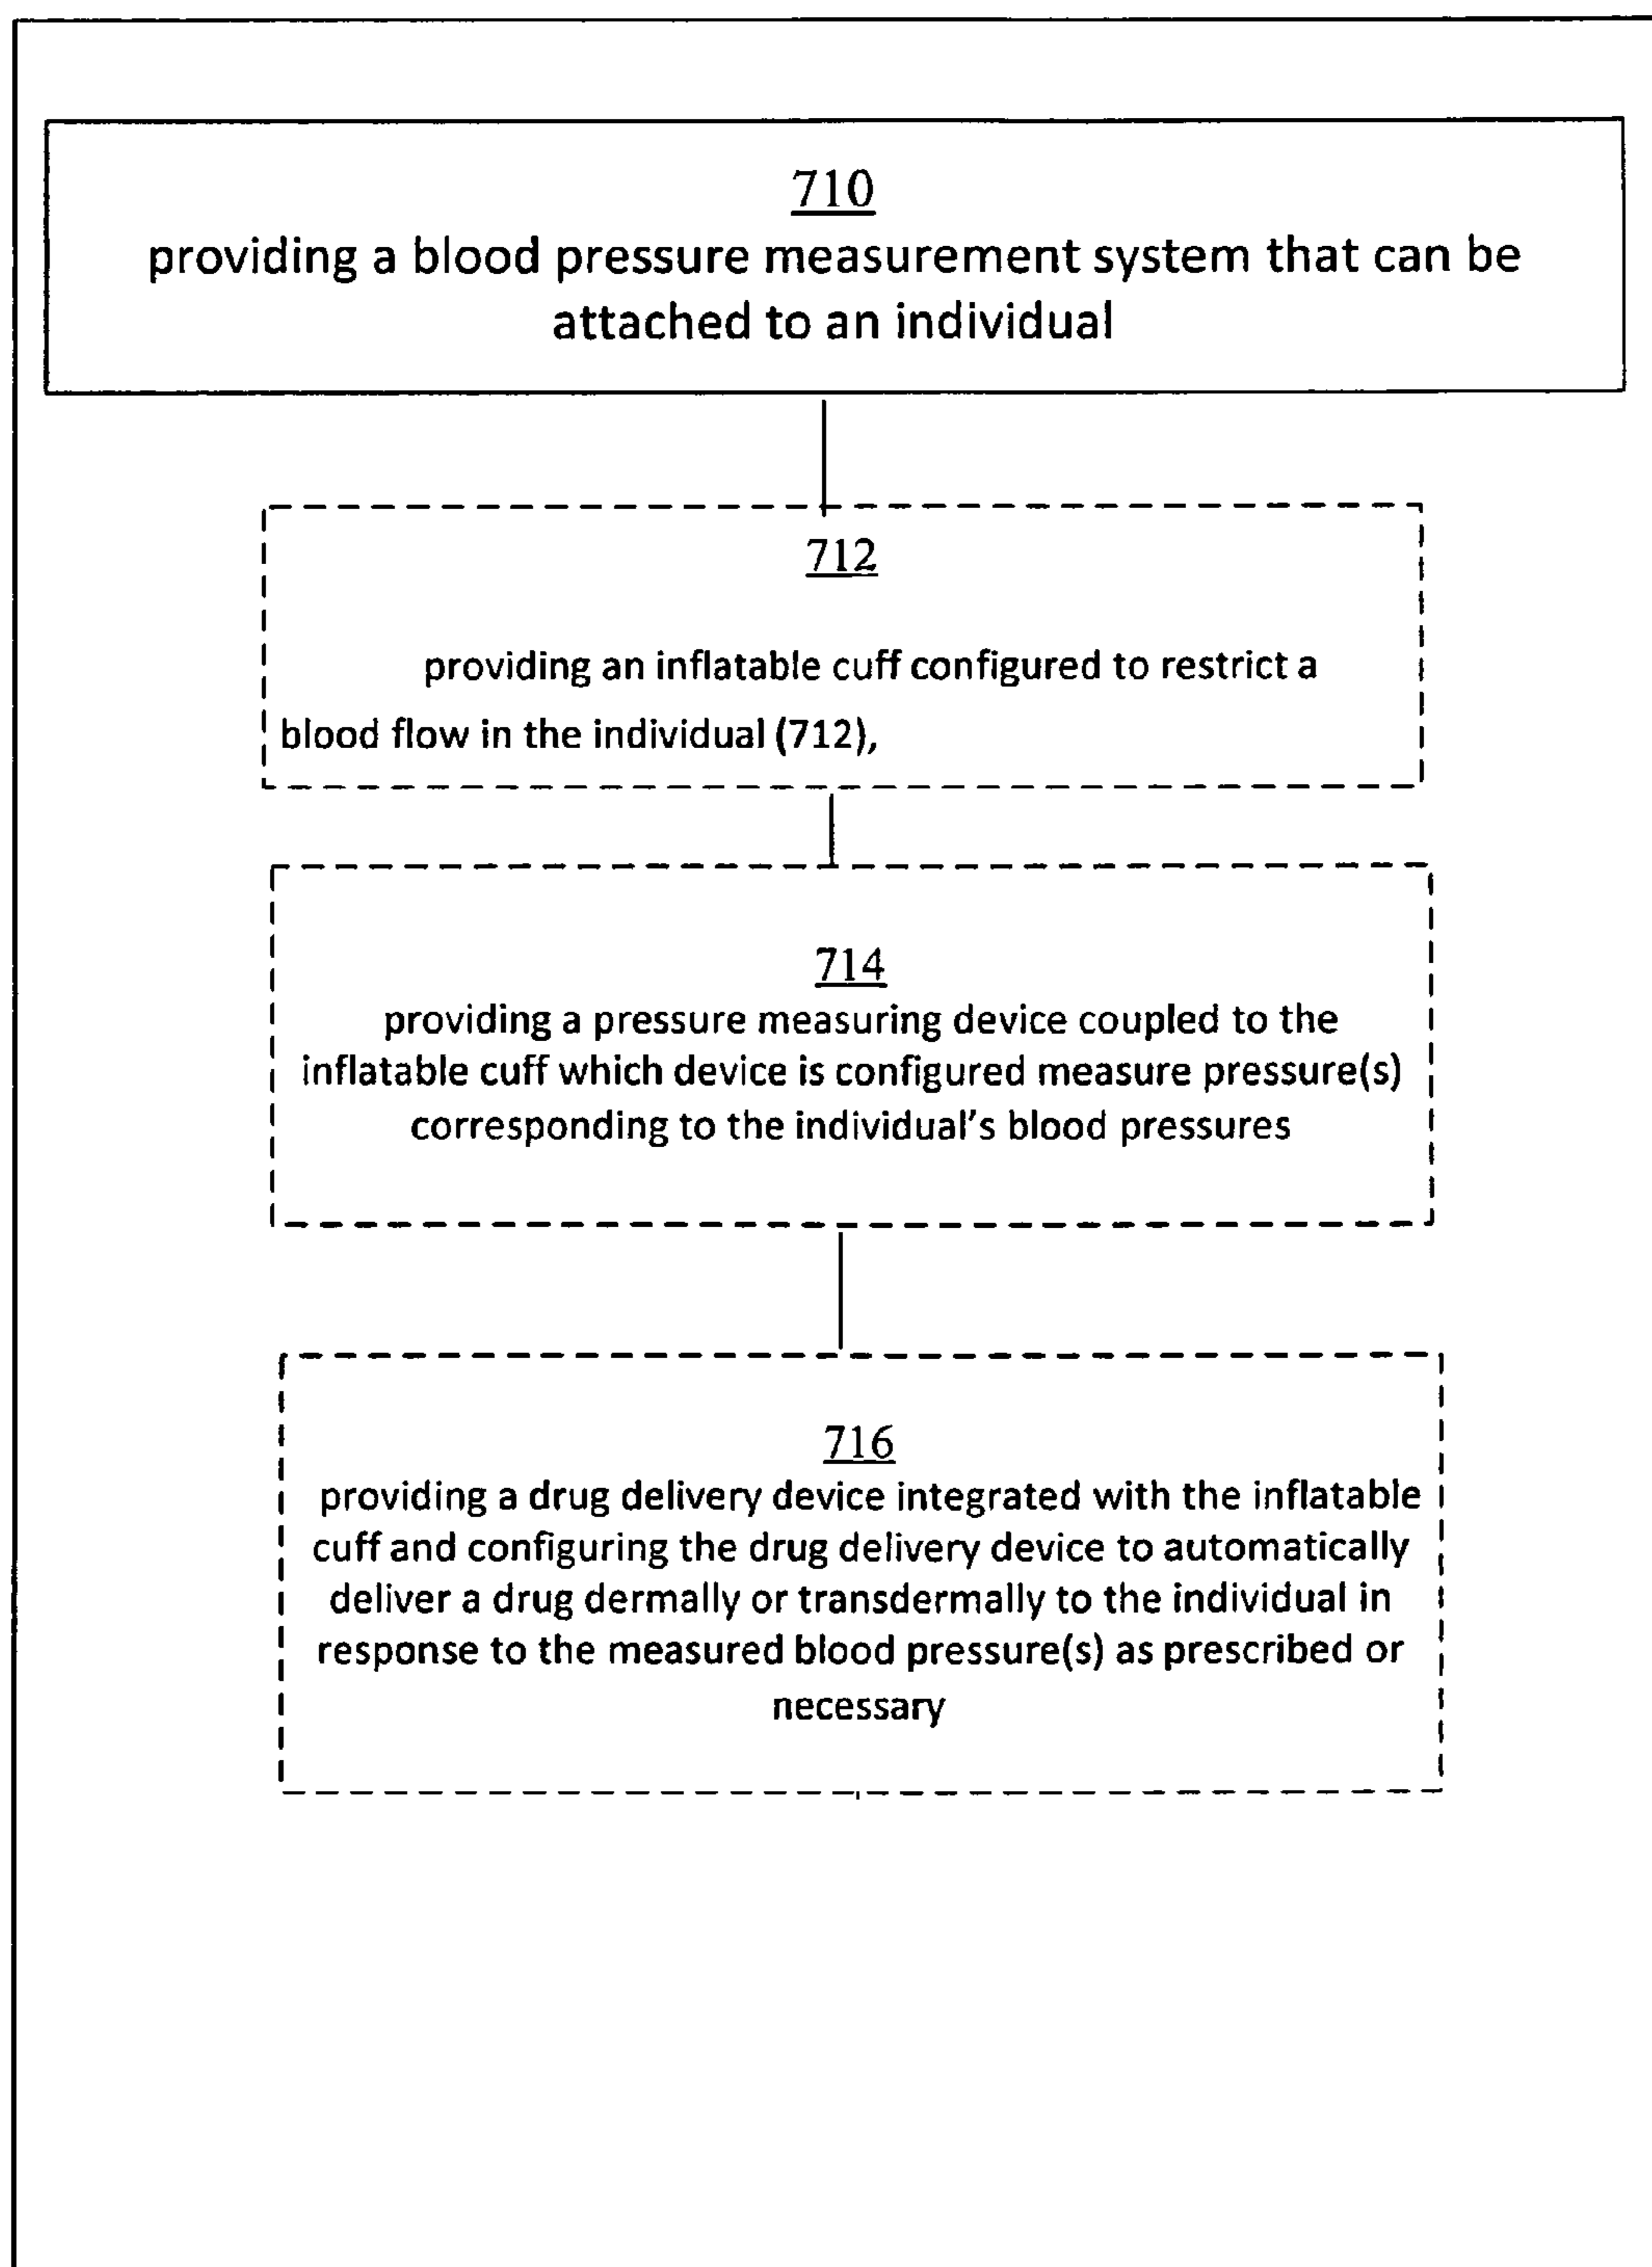 710
providing a blood pressure measurement system that can be
attached to an individual
712
providing an inflatable cuff configured to restrict a
blood flow in the individual (712),
714
providing a pressure measuring device coupled to the
inflatable cuff which device is configured measure pressure(s)
corresponding to the individual's blood pressures
716
providing a drug delivery device integrated with the inflatable
cuff and configuring the drug delivery device to automatically
deliver a drug dermally or transdermally to the individual in
response to the measured blood pressure(s) as prescribed or
necessary